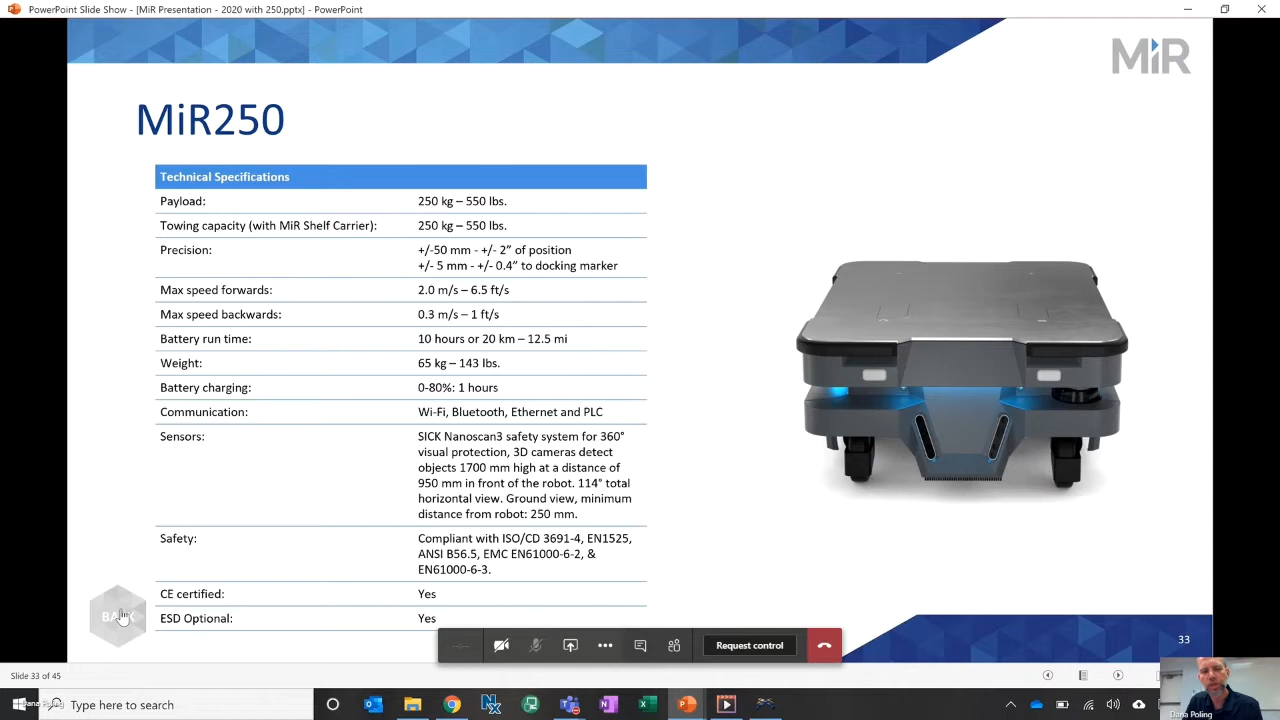 PowerPoint Slide Show - [MiR Presentation - 2020 with 250.pptx] - PowerPoint
MiR
MiR250
Technical Specifications
Payload: 250 kg – 550 lbs.
Towing capacity (with MiR Shelf Carrier): 250 kg – 550 lbs.
Precision: +/-50 mm - +/- 2” of position
+/- 5 mm - +/- 0.4” to docking marker
Max speed forwards: 2.0 m/s – 6.5 ft/s
Max speed backwards: 0.3 m/s – 1 ft/s
Battery run time: 10 hours or 20 km – 12.5 mi
Weight: 65 kg – 143 lbs.
Battery charging: 0-80%: 1 hours
Communication: Wi-Fi, Bluetooth, Ethernet and PLC
Sensors: SICK Nanoscan3 safety system for 360°
visual protection, 3D cameras detect
objects 1700 mm high at a distance of
950 mm in front of the robot. 114° total
horizontal view. Ground view, minimum
distance from robot: 250 mm.
Safety: Compliant with ISO/CD 3691-4, EN1525,
ANSI B56.5, EMC EN61000-6-2, &
EN61000-6-3.
CE certified: Yes
ESD Optional: Yes
BACK
Request control
33
Slide 33 of 45
Dana Poling
Type here to search
Dana Poling